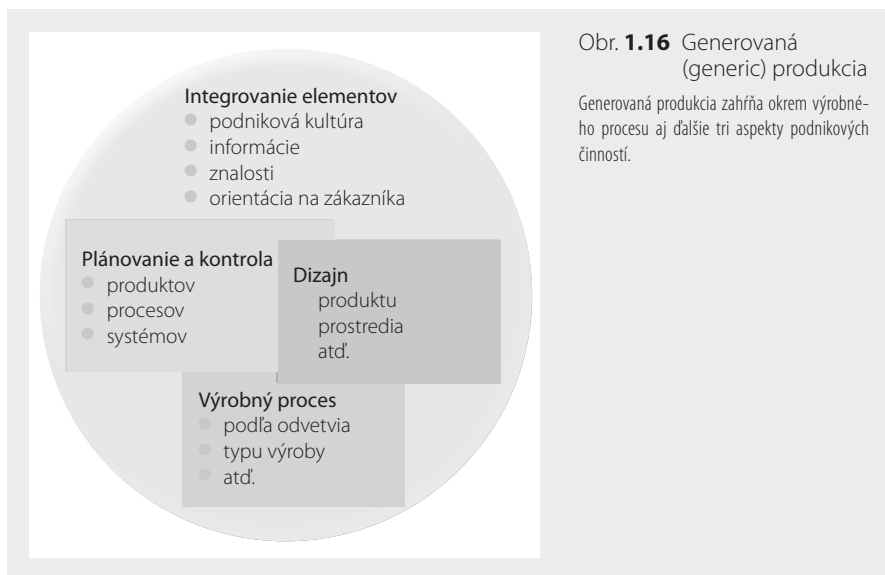 Integrovanie elementov
podniková kultúra
informácie
znalosti
orientácia na zákazníka
Plánovanie a kontrola
produktov
procesov
systémov
Dizajn
produktu
prostredia
atď.
Výrobný proces
podľa odvetvia
typu výroby
atď.
Obr. 1.16 Generovaná
(generic) produkcia
Generovaná produkcia zahŕňa okrem výrobné-
ho procesu aj ďalšie tri aspekty podnikových
činností.